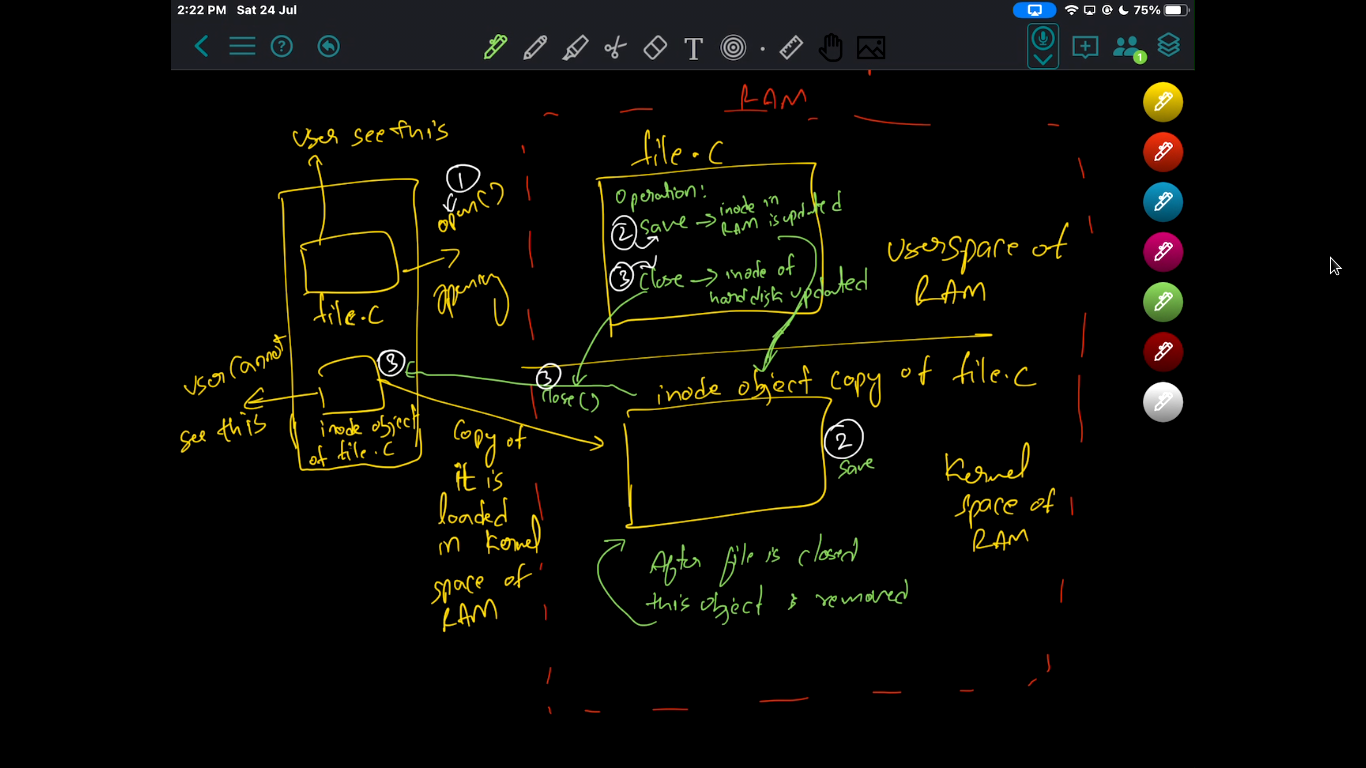 2:22 PM Sat 24 Jul
75%
T
1
RAM
user see this
1
open()
opening
file.c
user cannot
see this
3
inode object
of file.c
copy of
it is
loaded
in kernel
space of
RAM
file.c
Operation:
2 save → inode in
RAM is updated
3 close → inode of
harddisk updated
userspace of
RAM
3
close()
inode object copy of file.c
2
save
Kernel
space of
RAM
After file is closed
this object is removed